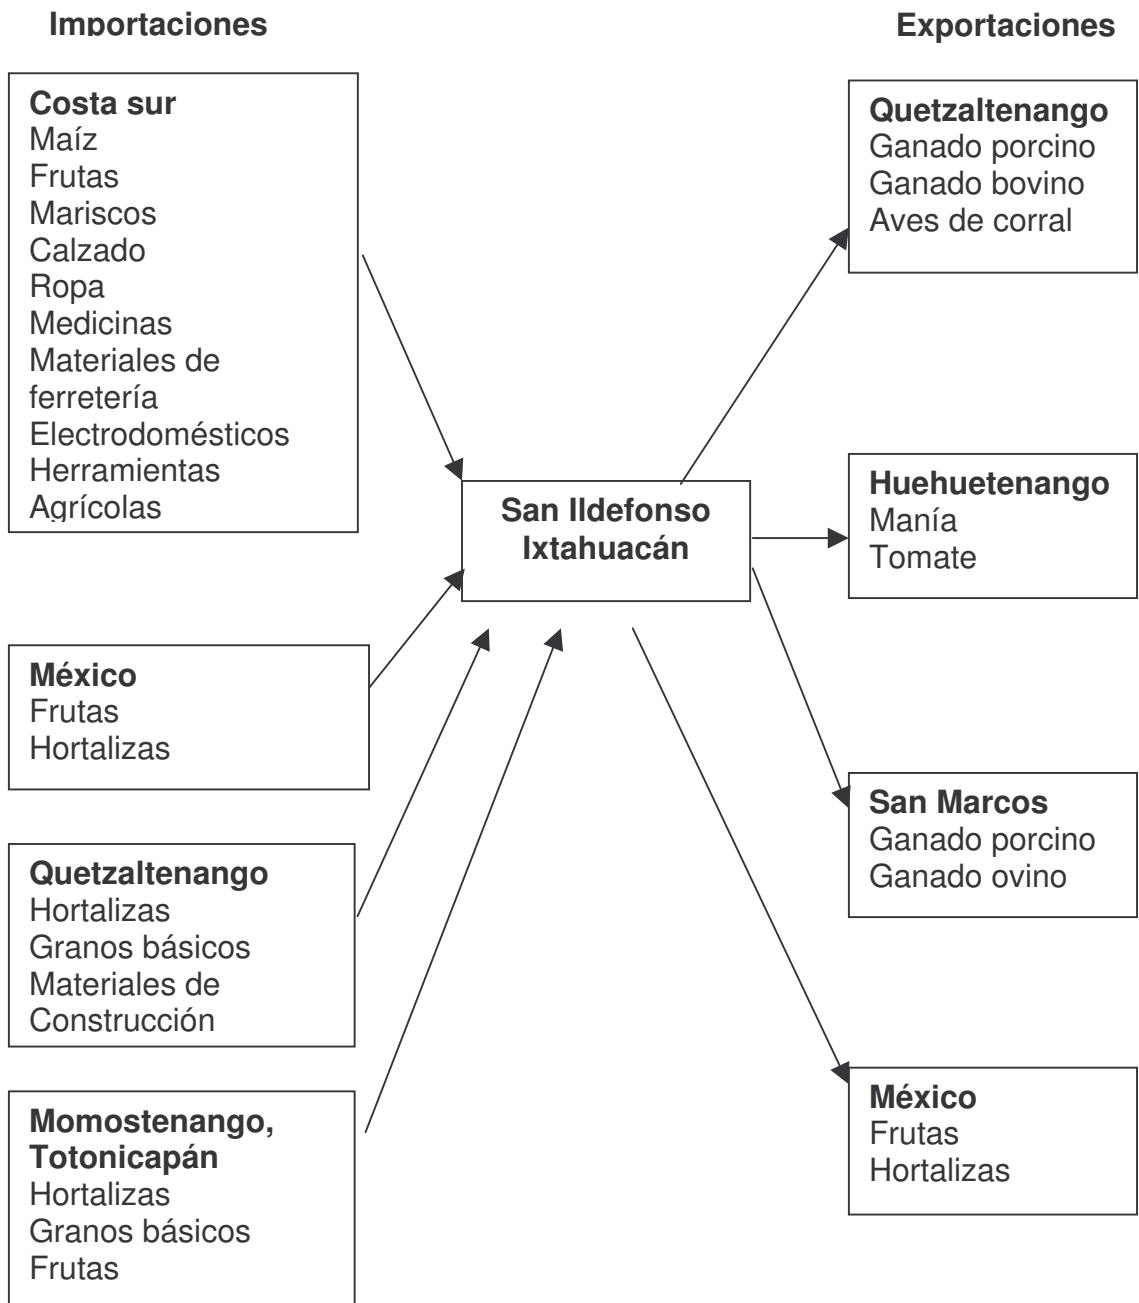 Importaciones
Exportaciones
Costa sur
Maíz
Frutas
Mariscos
Calzado
Ropa
Medicinas
Materiales de
ferretería
Electrodomésticos
Herramientas
Agrícolas
México
Frutas
Hortalizas
Quetzaltenango
Hortalizas
Granos básicos
Materiales de
Construcción
Momostenango,
Totonicapán
Hortalizas
Granos básicos
Frutas
San Ildefonso
Ixtahuacán
Quetzaltenango
Ganado porcino
Ganado bovino
Aves de corral
Huehuetenango
Manía
Tomate
San Marcos
Ganado porcino
Ganado ovino
México
Frutas
Hortalizas